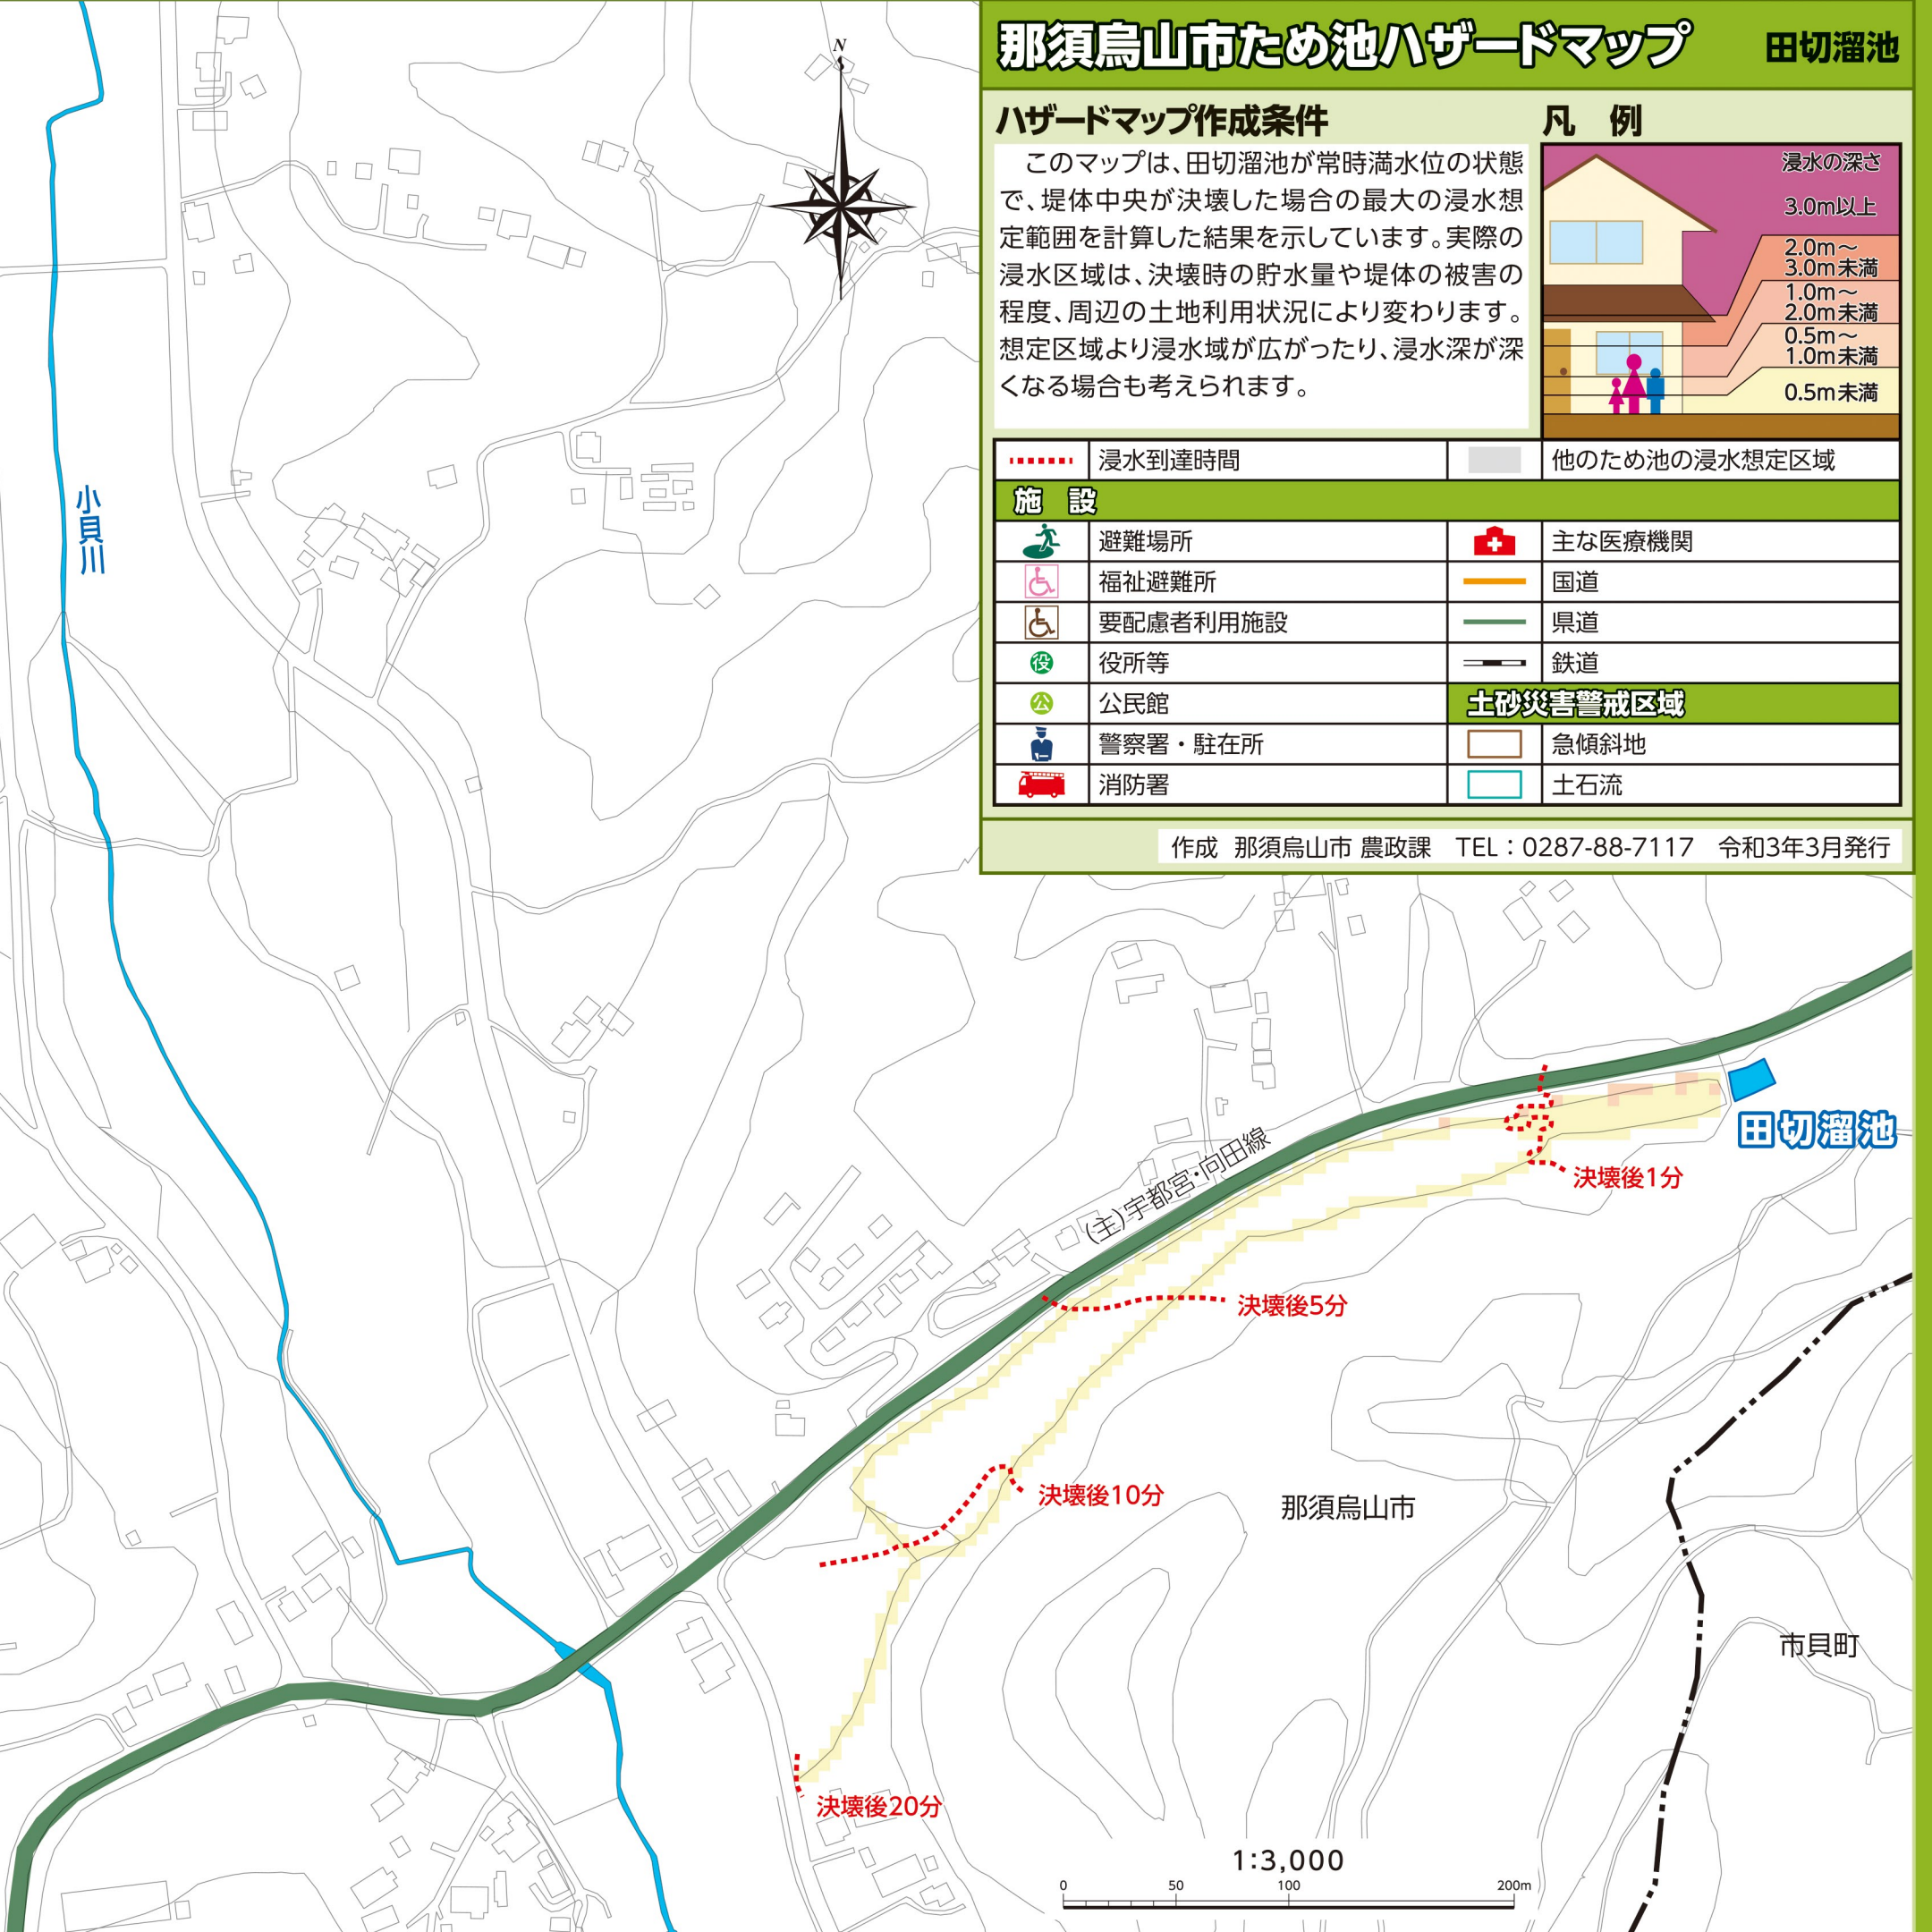 那須烏山市ため池ハザードマップ 田切溜池
ハザードマップ作成条件
このマップは、田切溜池が常時満水位の状態
で、堤体中央が決壊した場合の最大の浸水想
定範囲を計算した結果を示しています。実際の
浸水区域は、決壊時の貯水量や堤体の被害の
程度、周辺の土地利用状況により変わります。
想定区域より浸水域が広がったり、浸水深が深
くなる場合も考えられます。
凡 例
浸水の深さ
3.0m以上
2.0m～
3.0m未満
1.0m～
2.0m未満
0.5m～
1.0m未満
0.5m未満
浸水到達時間
他のため池の浸水想定区域
施 設
避難場所
主な医療機関
福祉避難所
国道
要配慮者利用施設
県道
役
役所等
鉄道
公
公民館
土砂災害警戒区域
警察署・駐在所
急傾斜地
消防署
土石流
作成 那須烏山市 農政課 TEL：0287-88-7117 令和3年3月発行
N
小貝川
田切溜池
決壊後1分
(主)宇都宮・向田線
決壊後5分
決壊後10分
那須烏山市
市貝町
決壊後20分
1:3,000
0 50 100 200m